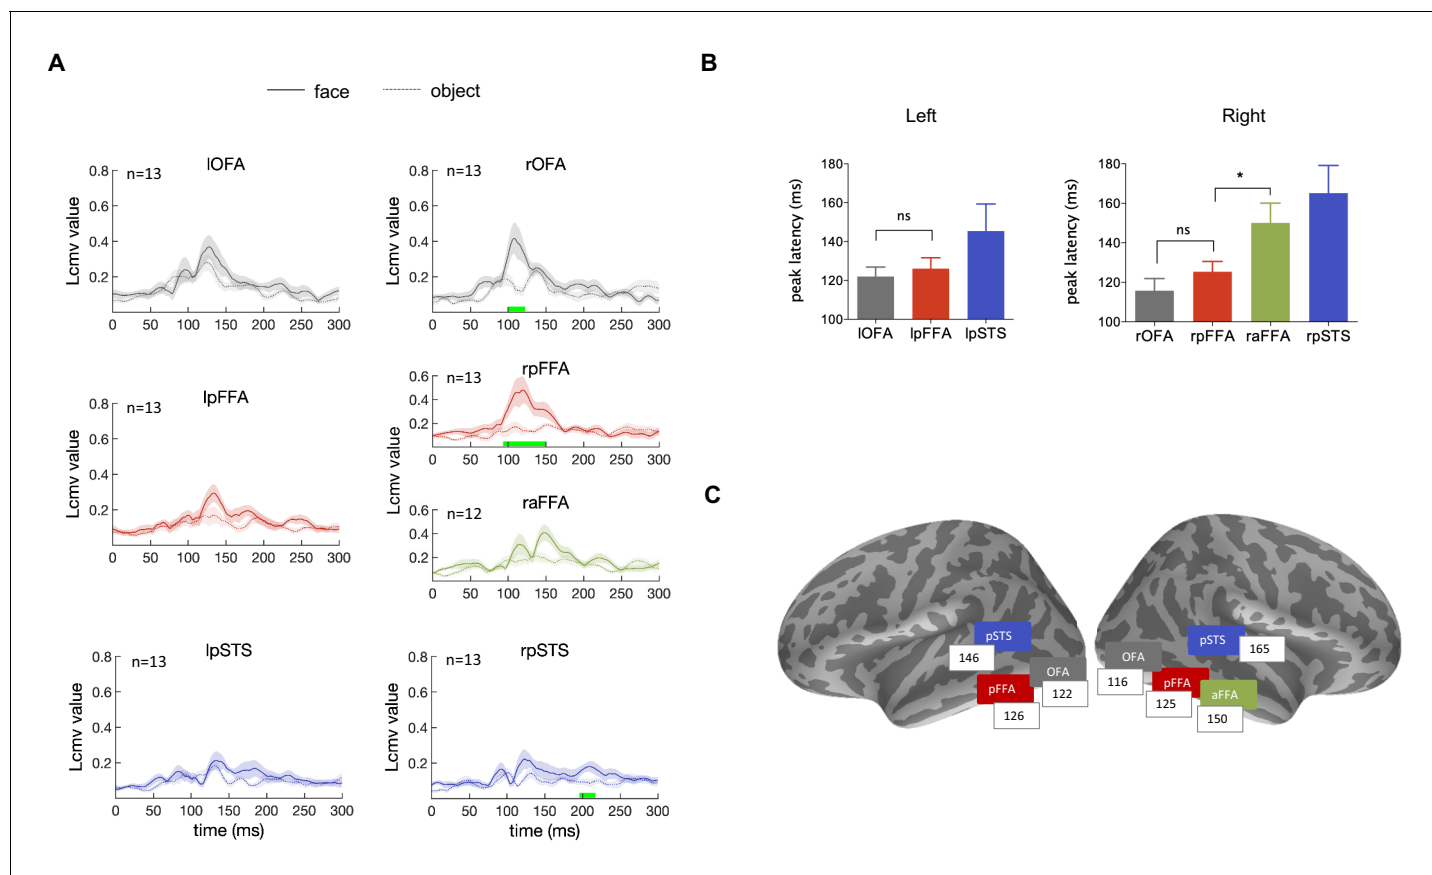 A
face
object
lOFA
n=13
0.8
0.6
0.4
0.2
Lcmv value
0 50 100 150 200 250 300
rOFA
n=13
0.8
0.6
0.4
0.2
Lcmv value
0 50 100 150 200 250 300
lpFFA
n=13
0.8
0.6
0.4
0.2
Lcmv value
0 50 100 150 200 250 300
rpFFA
n=13
0.6
0.4
0.2
0 50 100 150 200 250 300
Lcmv value
raFFA
n=12
0.6
0.4
0.2
0 50 100 150 200 250 300
lpSTS
n=13
0.8
0.6
0.4
0.2
Lcmv value
0 50 100 150 200 250 300
time (ms)
rpSTS
n=13
0.8
0.6
0.4
0.2
Lcmv value
0 50 100 150 200 250 300
time (ms)
B
Left
180
160
140
120
100
peak latency (ms)
ns
lOFA lpFFA lpSTS
Right
180
160
140
120
100
peak latency (ms)
ns
*
rOFA rpFFA raFFA rpSTS
C
pSTS
146
OFA
122
pFFA
126
OFA
116
pSTS
165
pFFA
125
aFFA
150